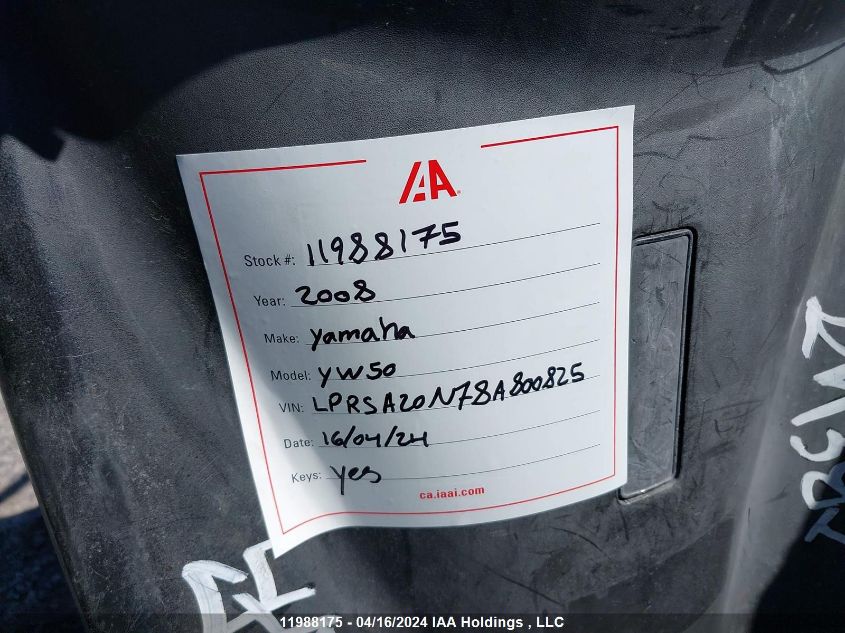 IAA
Stock #: 11988175
Year: 2008
Make: Yamaha
Model: YW50
VIN: LPRSA20N78A800825
Date: 16/04/24
Keys: Yes
ca.iaai.com
11988175 - 04/16/2024 IAA Holdings , LLC